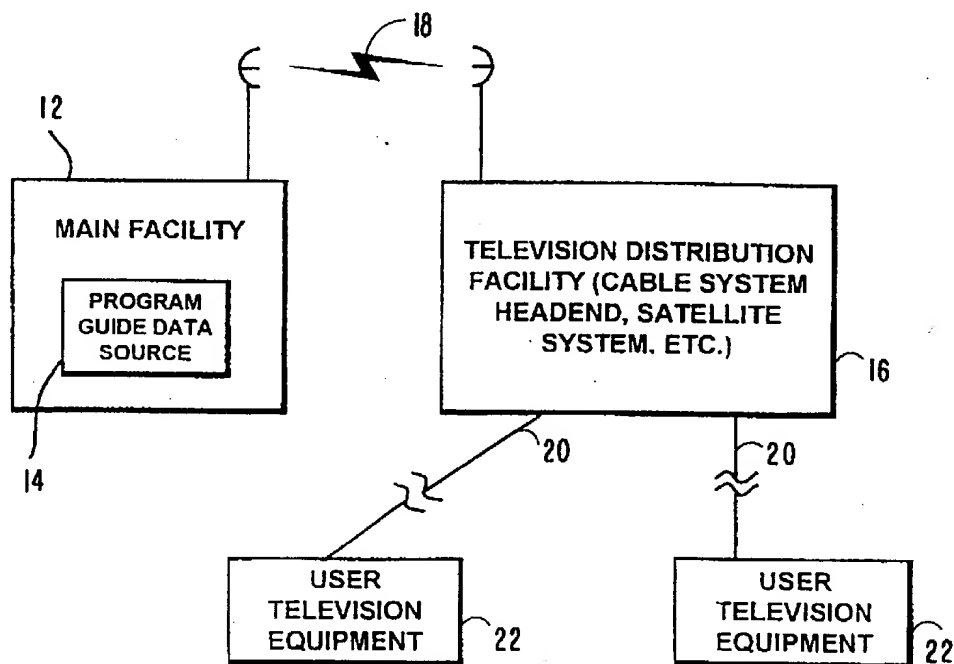 18
12
MAIN FACILITY
PROGRAM
GUIDE DATA
SOURCE
14
TELEVISION DISTRIBUTION
FACILITY (CABLE SYSTEM
HEADEND, SATELLITE
SYSTEM. ETC.)
16
20
20
USER
TELEVISION
EQUIPMENT
22
USER
TELEVISION
EQUIPMENT
22